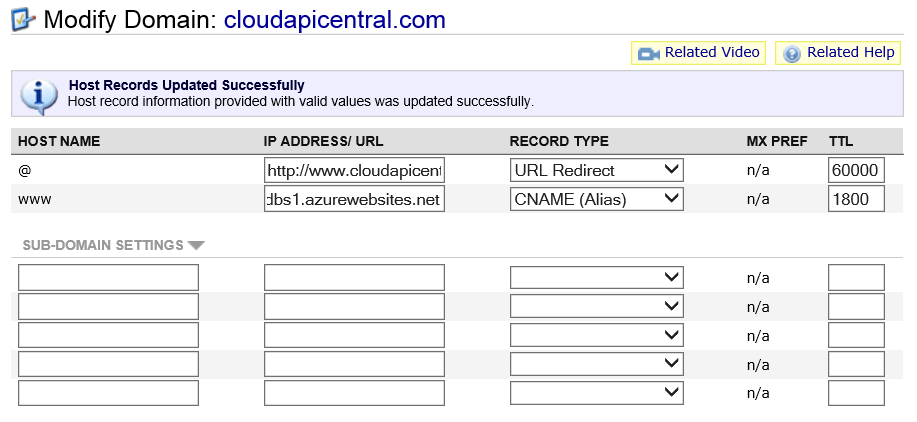 Modify Domain: cloudapicentral.com
Related Video Related Help
Host Records Updated Successfully
Host record information provided with valid values was updated successfully.
HOST NAME IP ADDRESS/ URL RECORD TYPE MX PREF TTL
@ http://www.cloudapicent URL Redirect n/a 60000
www dbs1.azurewebsites.net CNAME (Alias) n/a 1800
SUB-DOMAIN SETTINGS
n/a
n/a
n/a
n/a
n/a